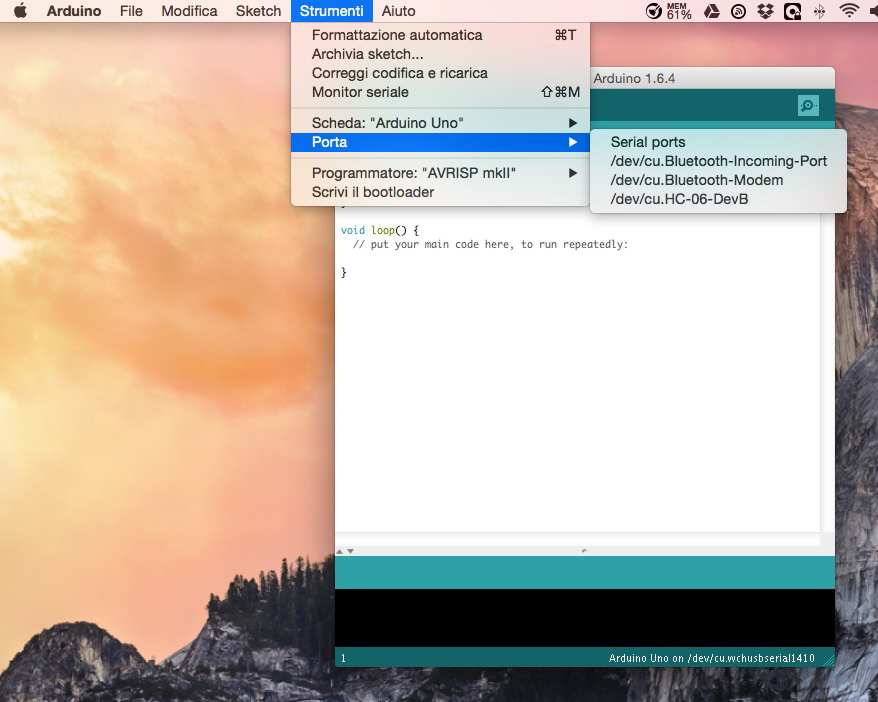 Arduino File Modifica Sketch Strumenti Aiuto MEM 61%
Formattazione automatica ⌘T
Archivia sketch...
Correggi codifica e ricarica
Monitor seriale ⇧⌘M
Scheda: "Arduino Uno" ▶
Porta ▶
Programmatore: "AVRISP mkII" ▶
Scrivi il bootloader
Arduino 1.6.4
Serial ports
/dev/cu.Bluetooth-Incoming-Port
/dev/cu.Bluetooth-Modem
/dev/cu.HC-06-DevB
void loop() {
// put your main code here, to run repeatedly:
}
1 Arduino Uno on /dev/cu.wchusbserial1410